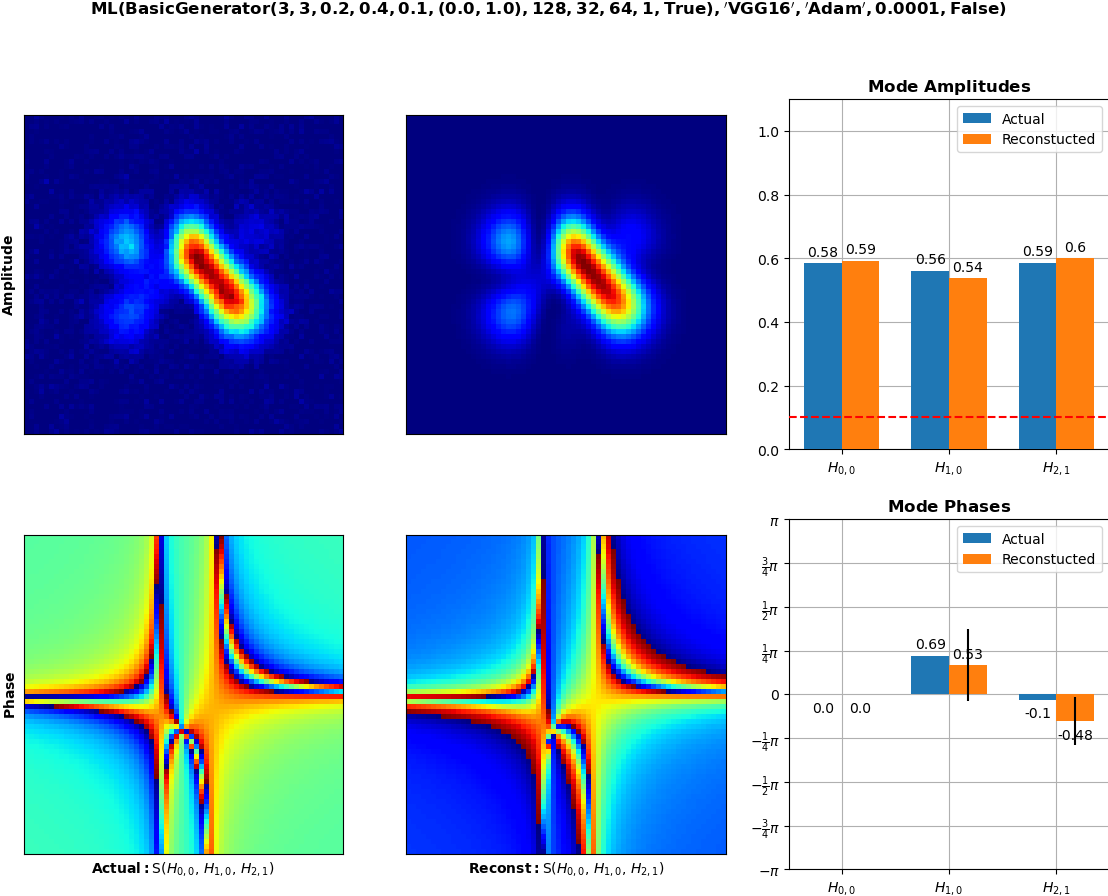 ML(BasicGenerator(3, 3, 0.2, 0.4, 0.1, (0.0, 1.0), 128, 32, 64, 1, True), 'VGG16', 'Adam', 0.0001, False)
Amplitude
Mode Amplitudes
Actual
Reconstucted
1.0
0.8
0.6
0.4
0.2
0.0
0.58 0.59 0.56 0.54 0.59 0.6
H0,0 H1,0 H2,1
Phase
Actual: S(H0,0, H1,0, H2,1)
Reconst: S(H0,0, H1,0, H2,1)
Mode Phases
Actual
Reconstucted
π
3/4π
1/2π
1/4π
0
−1/4π
−1/2π
−3/4π
−π
0.0 0.0 0.69 0.53 -0.1 -0.48
H0,0 H1,0 H2,1